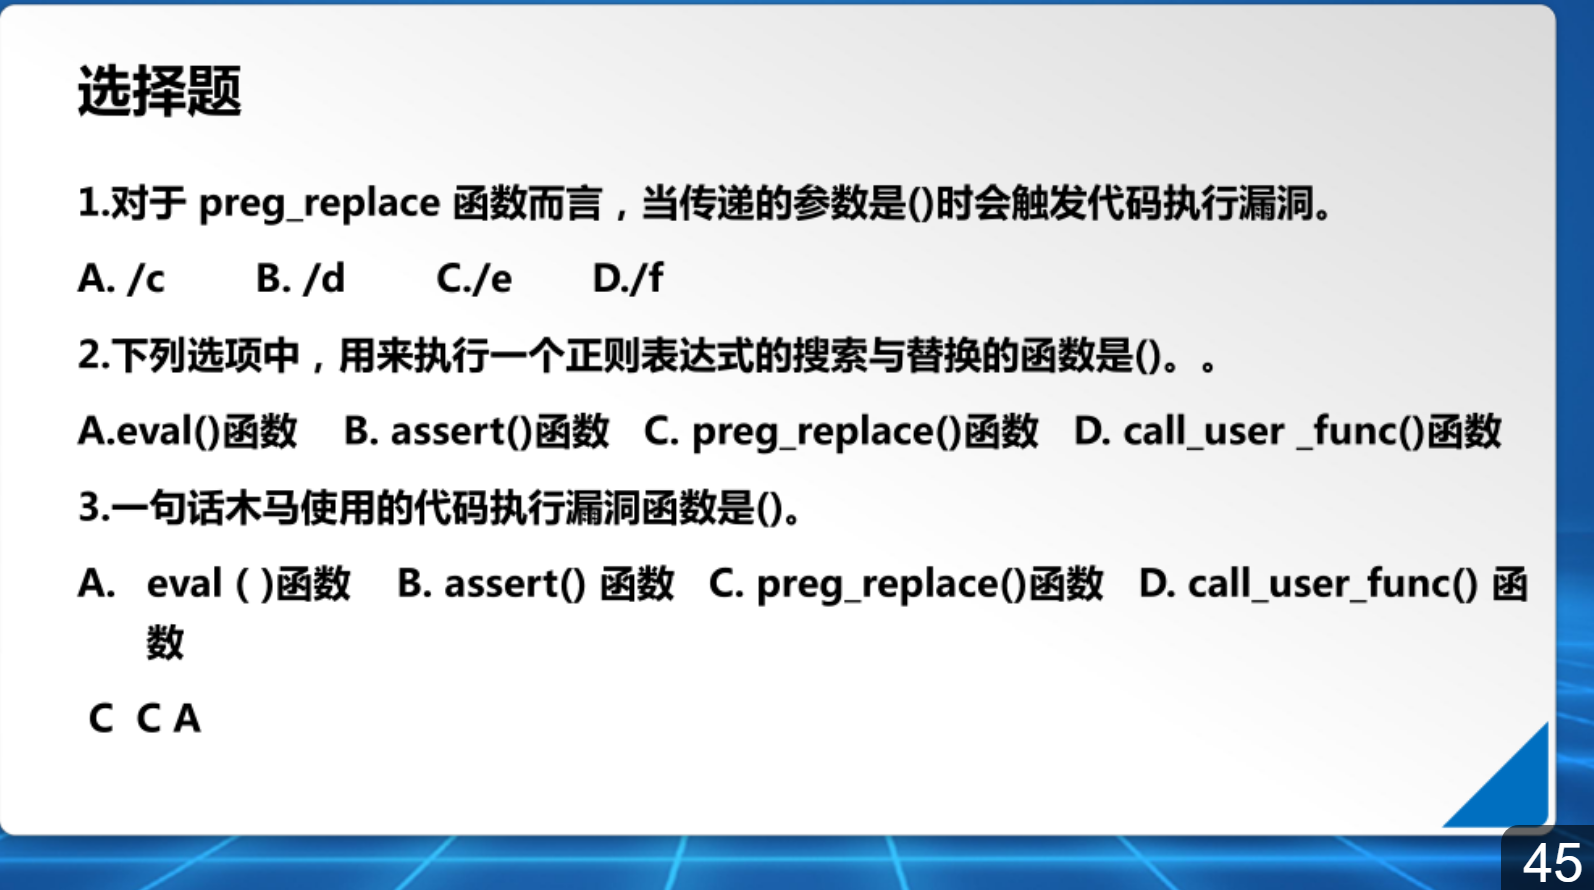 选择题
1.对于 preg_replace 函数而言，当传递的参数是()时会触发代码执行漏洞。
A. /c B. /d C./e D./f
2.下列选项中，用来执行一个正则表达式的搜索与替换的函数是()。。
A.eval()函数 B. assert()函数 C. preg_replace()函数 D. call_user _func()函数
3.一句话木马使用的代码执行漏洞函数是()。
A. eval ( )函数 B. assert() 函数 C. preg_replace()函数 D. call_user_func() 函
数
C C A
45